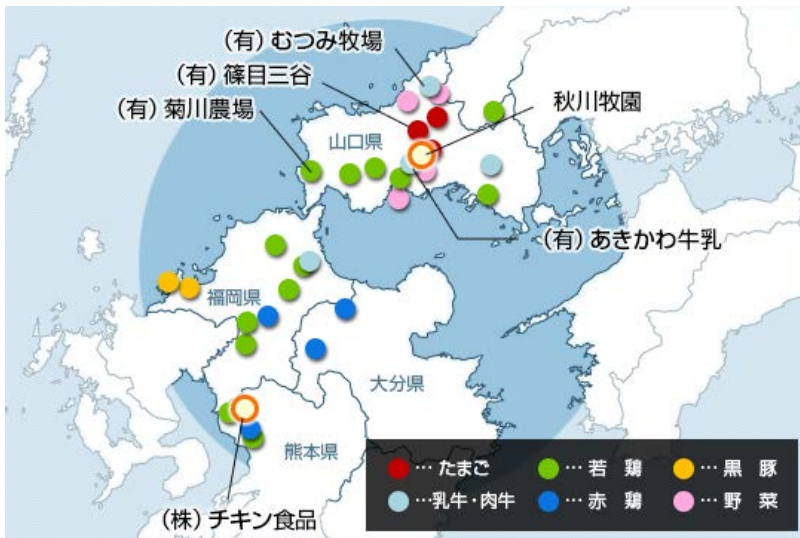 (有) むつみ牧場
(有) 篠目三谷
(有) 菊川農場
秋川牧園
山口県
(有) あきかわ牛乳
福岡県
大分県
熊本県
(株) チキン食品
… たまご
… 若 鶏
… 黒 豚
…乳牛・肉牛
… 赤 鶏
… 野 菜